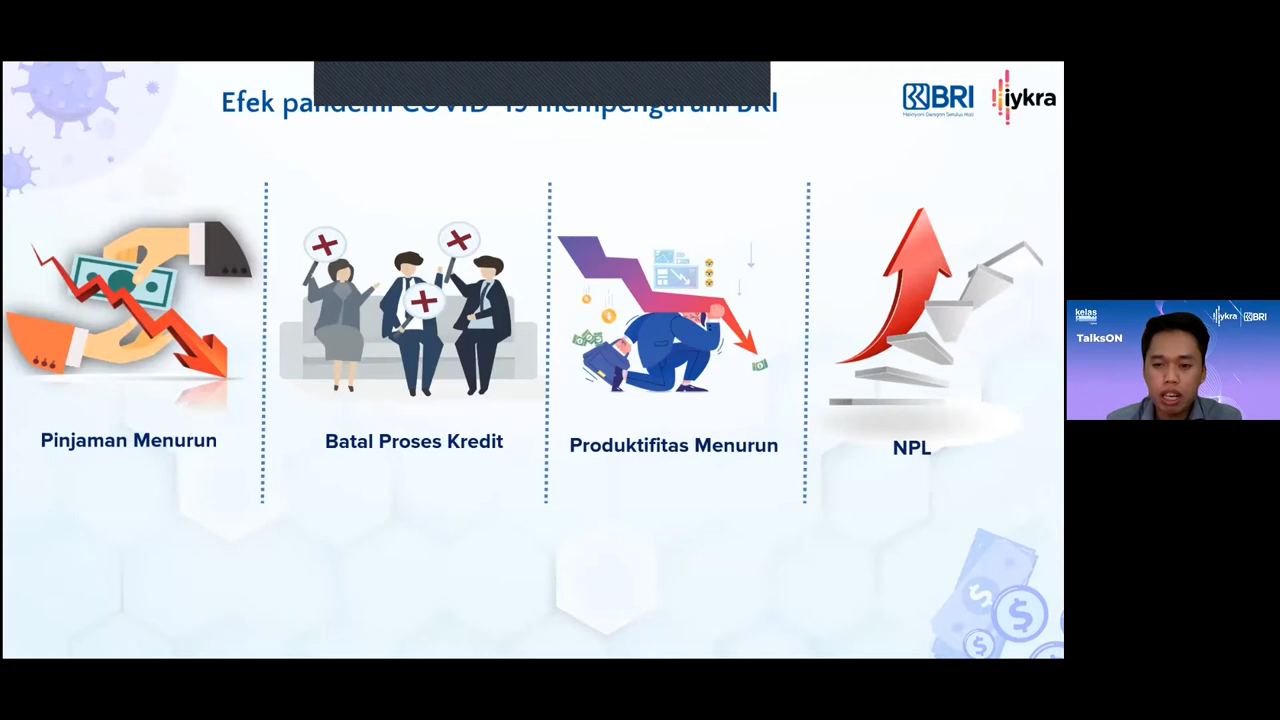 Efek pandemi COVID-19 mempengaruhi BRI
BRI
Melayani Dengan Setulus Hati
iykra
Pinjaman Menurun
Batal Proses Kredit
Produktifitas Menurun
NPL
kelas
iykra
BRI
TalksON